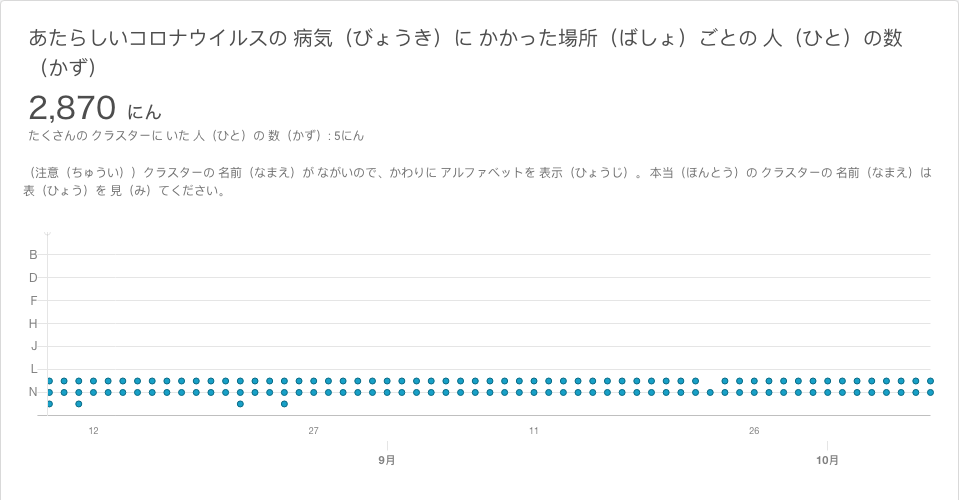 あたらしいコロナウイルスの 病気（びょうき）に かかった場所（ばしょ）ごとの 人（ひと）の数
（かず）
2,870 にん
たくさんの クラスターに いた 人（ひと）の 数（かず）: 5にん
（注意（ちゅうい））クラスターの 名前（なまえ）が ながいので、かわりに アルファベットを 表示（ひょうじ）。 本当（ほんとう）の クラスターの 名前（なまえ）は
表（ひょう）を 見（み）てください。
B
D
F
H
J
L
N
12 27 11 26
9月 10月